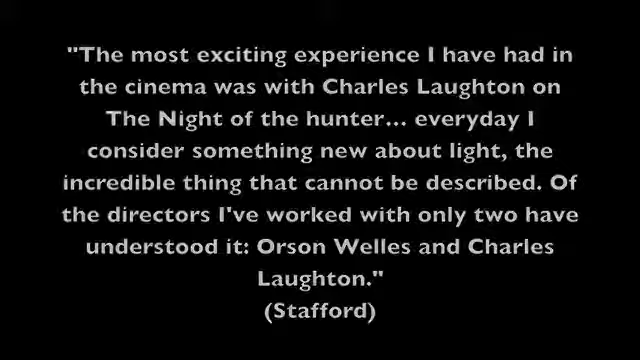 "The most exciting experience I have had in
the cinema was with Charles Laughton on
The Night of the hunter... everyday I
consider something new about light, the
incredible thing that cannot be described. Of
the directors I've worked with only two have
understood it: Orson Welles and Charles
Laughton."
(Stafford)